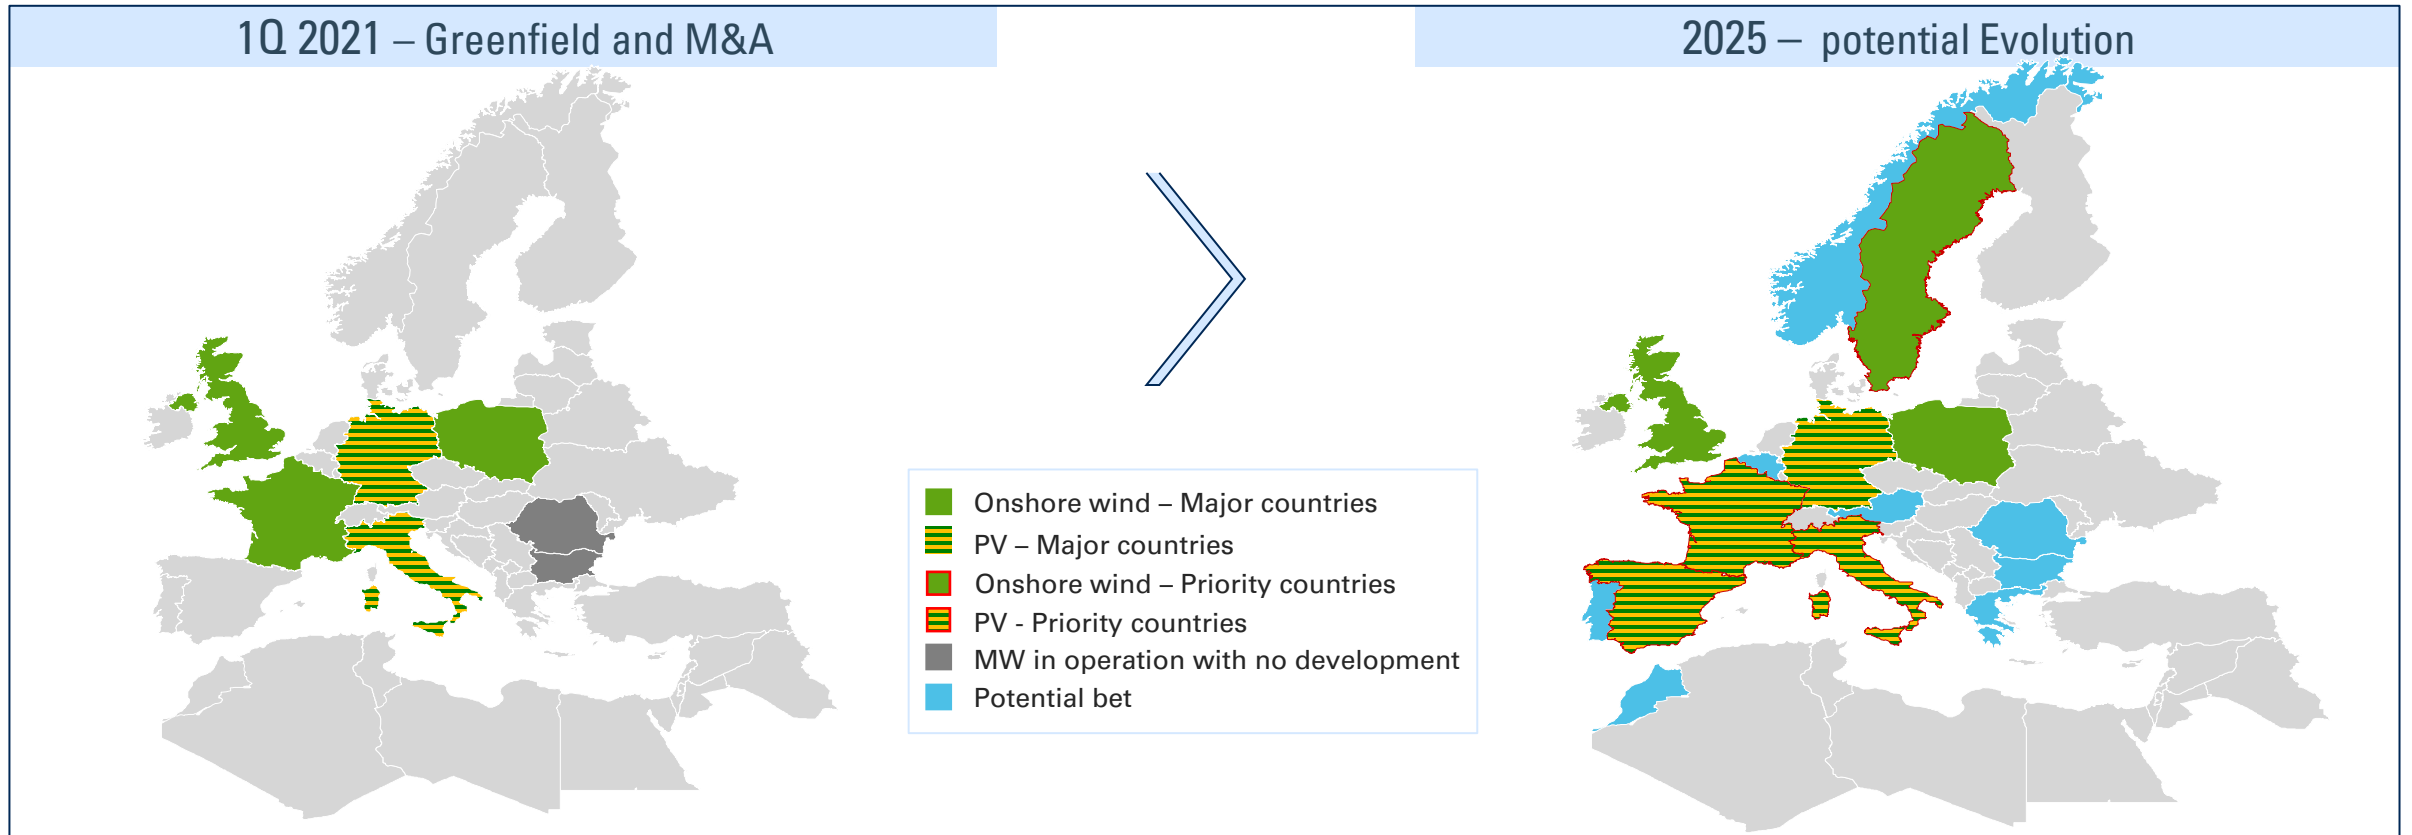 1Q 2021 – Greenfield and M&A
2025 – potential Evolution
Onshore wind – Major countries
PV – Major countries
Onshore wind – Priority countries
PV - Priority countries
MW in operation with no development
Potential bet